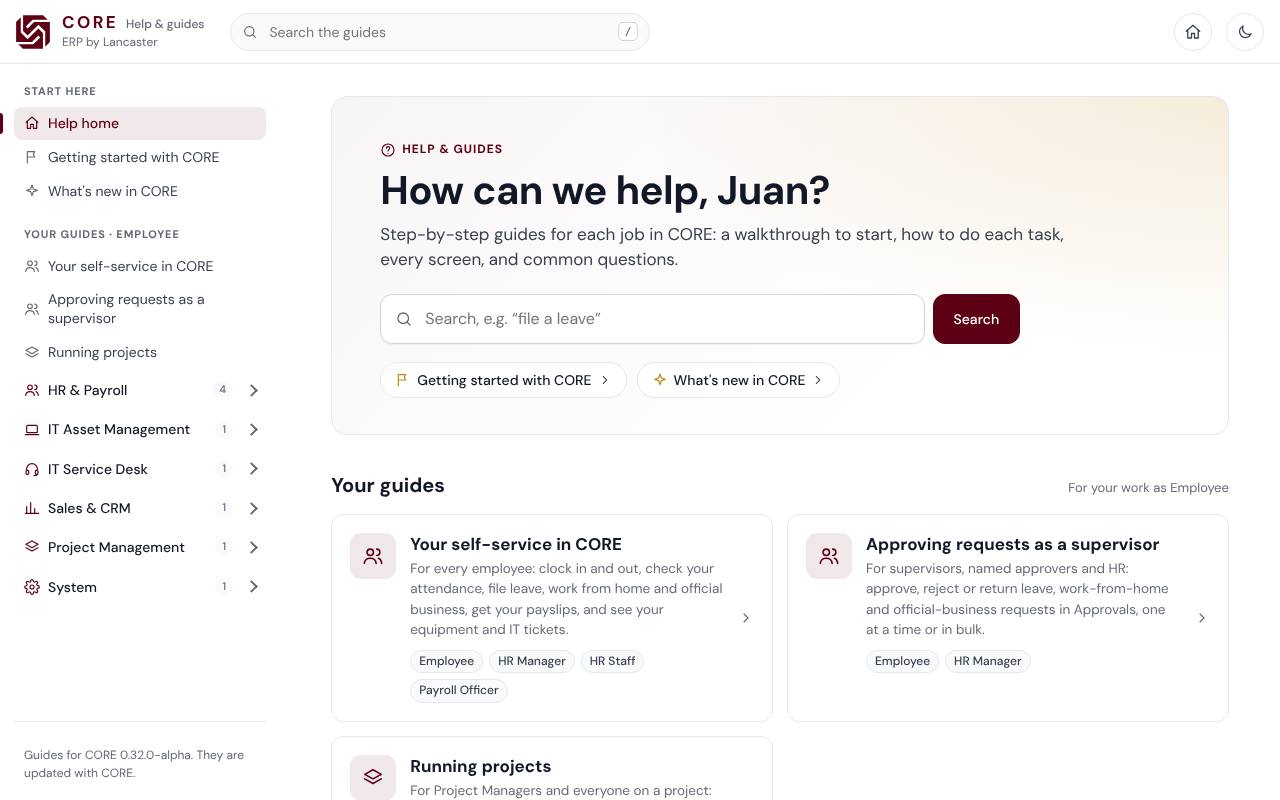 CORE Help & guides
ERP by Lancaster
Search the guides
/
START HERE
Help home
Getting started with CORE
What's new in CORE
YOUR GUIDES · EMPLOYEE
Your self-service in CORE
Approving requests as a
supervisor
Running projects
HR & Payroll 4
IT Asset Management 1
IT Service Desk 1
Sales & CRM 1
Project Management 1
System 1
Guides for CORE 0.32.0-alpha. They are
updated with CORE.
HELP & GUIDES
How can we help, Juan?
Step-by-step guides for each job in CORE: a walkthrough to start, how to do each task,
every screen, and common questions.
Search, e.g. “file a leave”
Search
Getting started with CORE
What's new in CORE
Your guides
For your work as Employee
Your self-service in CORE
For every employee: clock in and out, check your
attendance, file leave, work from home and official
business, get your payslips, and see your
equipment and IT tickets.
Employee HR Manager HR Staff
Payroll Officer
Approving requests as a supervisor
For supervisors, named approvers and HR:
approve, reject or return leave, work-from-home
and official-business requests in Approvals, one
at a time or in bulk.
Employee HR Manager
Running projects
For Project Managers and everyone on a project: